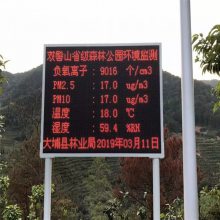 双髻山省级森林公园环境监测
负氧离子: 9016 个/cm3
PM2.5 : 17.0 ug/m3
PM10 : 17.0 ug/m3
温度 : 18.0 ℃
湿度 : 59.4 %RH
大埔县林业局 2019年03月11日